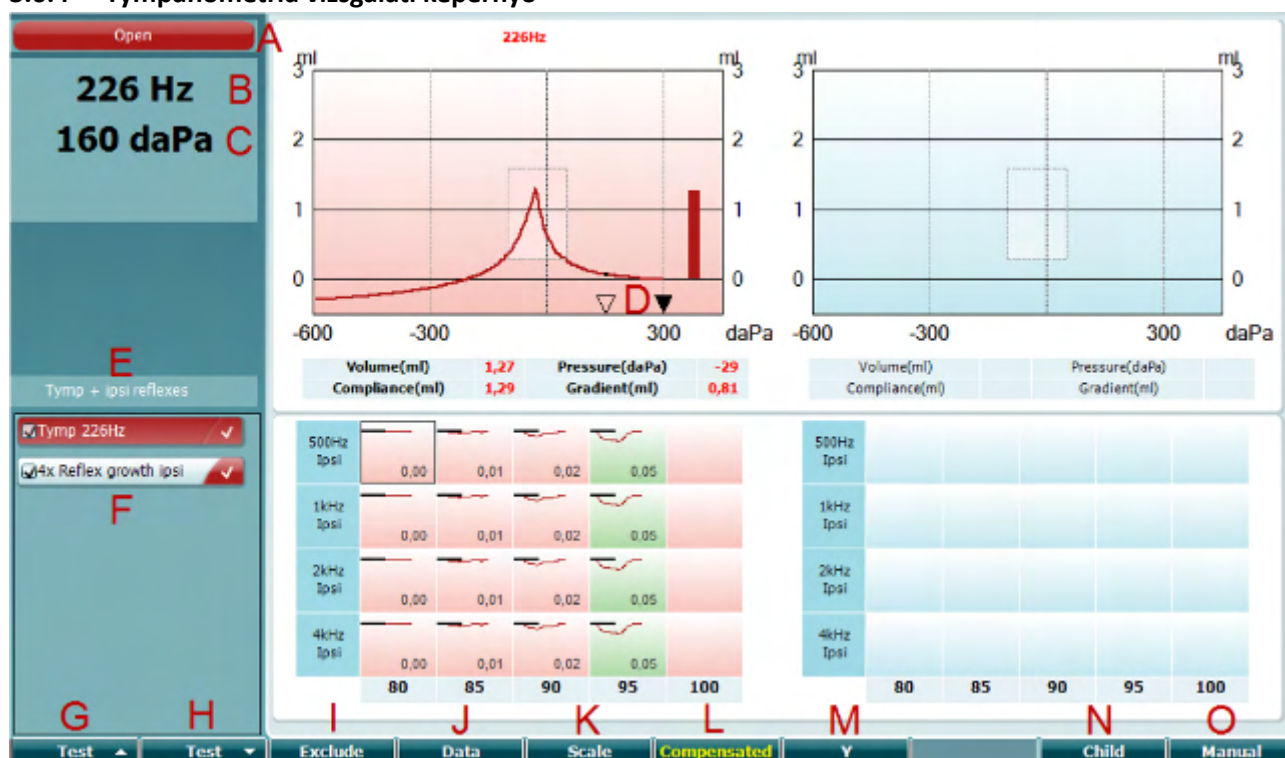 Open A
226 Hz B
160 daPa C
E
Tymp + ipsi reflexes
Tymp 226Hz
4x Reflex growth ipsi
F
G H
226Hz
ml ml
3 3
2 2
1 1
0 0
D
-600 -300 300 daPa
Volume(ml) 1,27 Pressure(daPa) -29
Compliance(ml) 1,29 Gradient(ml) 0,81
ml ml
3 3
2 2
1 1
0 0
-600 -300 300 daPa
Volume(ml) Pressure(daPa)
Compliance(ml) Gradient(ml)
500Hz
Ipsi
0,00 0,01 0,02 0,05
1kHz
Ipsi
0,00 0,01 0,02 0,05
2kHz
Ipsi
0,00 0,01 0,02 0,05
4kHz
Ipsi
0,00 0,01 0,02 0,05
80 85 90 95 100
500Hz
Ipsi
1kHz
Ipsi
2kHz
Ipsi
4kHz
Ipsi
80 85 90 95 100
I J K L M N O
Test Test Exclude Data Scale Compensated Y Child Manual